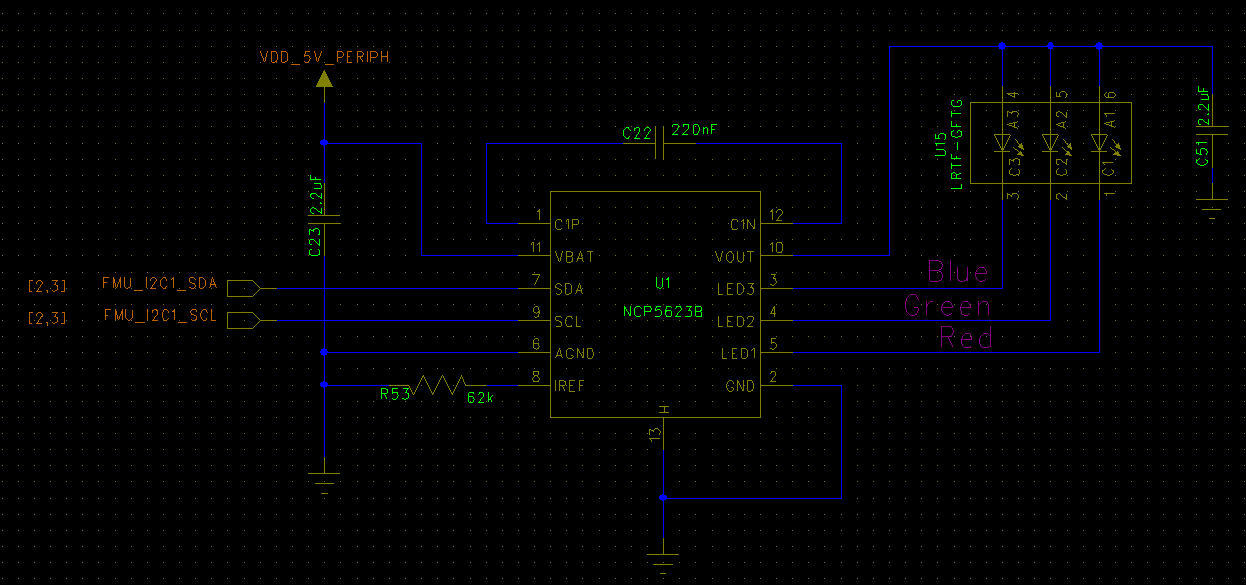 VDD_5V_PERIPH
2.2uF
C23
C22
220nF
[2,3]
FMU_I2C1_SDA
[2,3]
FMU_I2C1_SCL
R53
62k
1
11
7
9
6
8
C1P
VBAT
SDA
SCL
AGND
IREF
U1
NCP5623B
C1N
VOUT
LED3
LED2
LED1
GND
12
10
3
4
5
2
H
13
Blue
Green
Red
U15
LRTF-GFTG
4
5
6
A3
A2
A1
C3
C2
C1
3
2
1
2.2uF
C51